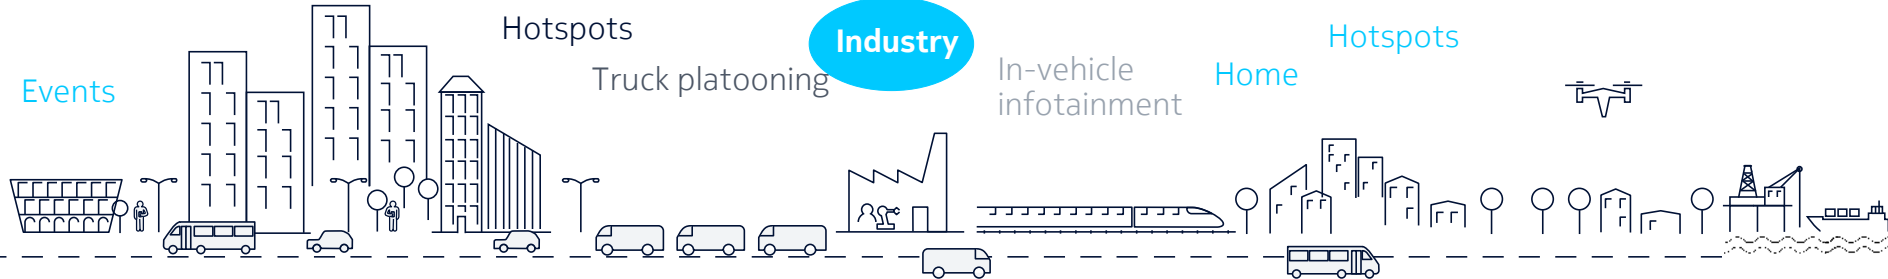 Events
Hotspots
Truck platooning
Industry
In-vehicle
infotainment
Home
Hotspots